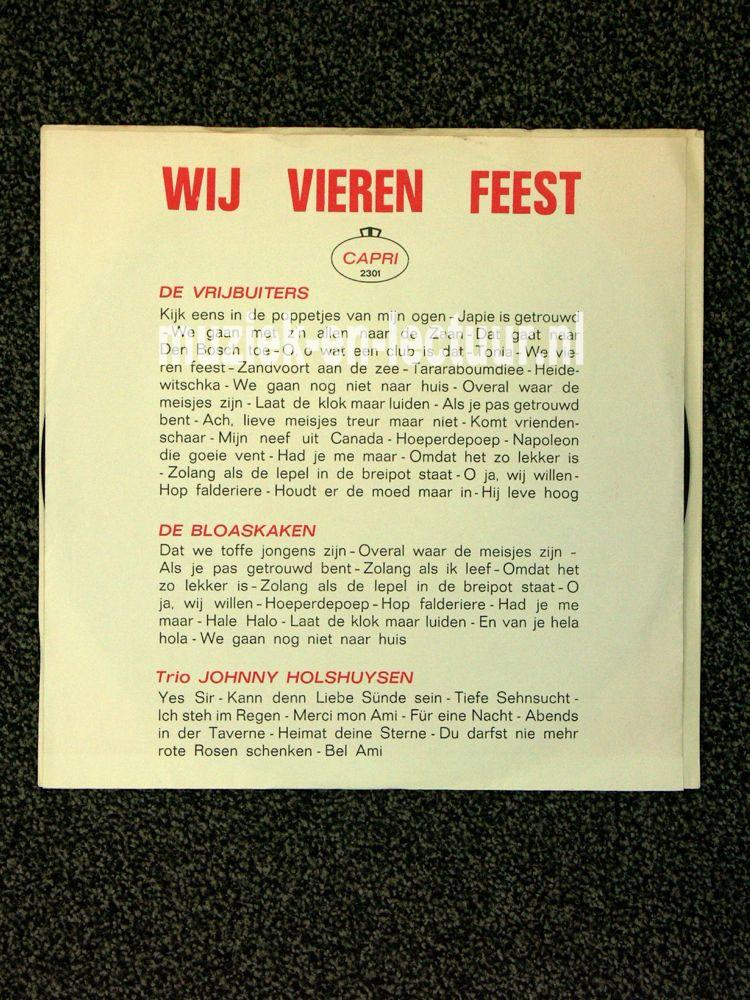 WIJ VIEREN FEEST
CAPRI
2301
DE VRIJBUITERS
Kijk eens in de poppetjes van mijn ogen - Japie is getrouwd
- We gaan met z'n allen naar de Zaan - Dat gaat naar
muziek-en-lectuur.nl
Den Bosch toe - O, wat een club is dat - Tonia - We vie-
ren feest - Zandvoort aan de zee - Tararaboumdiee - Heide-
witschka - We gaan nog niet naar huis - Overal waar de
meisjes zijn - Laat de klok maar luiden - Als je pas getrouwd
bent - Ach, lieve meisjes treur maar niet - Komt vrienden-
schaar - Mijn neef uit Canada - Hoeperdepoep - Napoleon
die goeie vent - Had je me maar - Omdat het zo lekker is
- Zolang als de lepel in de breipot staat - O ja, wij willen -
Hop falderiere - Houdt er de moed maar in - Hij leve hoog
DE BLOASKAKEN
Dat we toffe jongens zijn - Overal waar de meisjes zijn -
Als je pas getrouwd bent - Zolang als ik leef - Omdat het
zo lekker is - Zolang als de lepel in de breipot staat - O
ja, wij willen - Hoeperdepoep - Hop falderiere - Had je me
maar - Hale Halo - Laat de klok maar luiden - En van je hela
hola - We gaan nog niet naar huis
Trio JOHNNY HOLSHUYSEN
Yes Sir - Kann denn Liebe Sünde sein - Tiefe Sehnsucht -
Ich steh im Regen - Merci mon Ami - Für eine Nacht - Abends
in der Taverne - Heimat deine Sterne - Du darfst nie mehr
rote Rosen schenken - Bel Ami